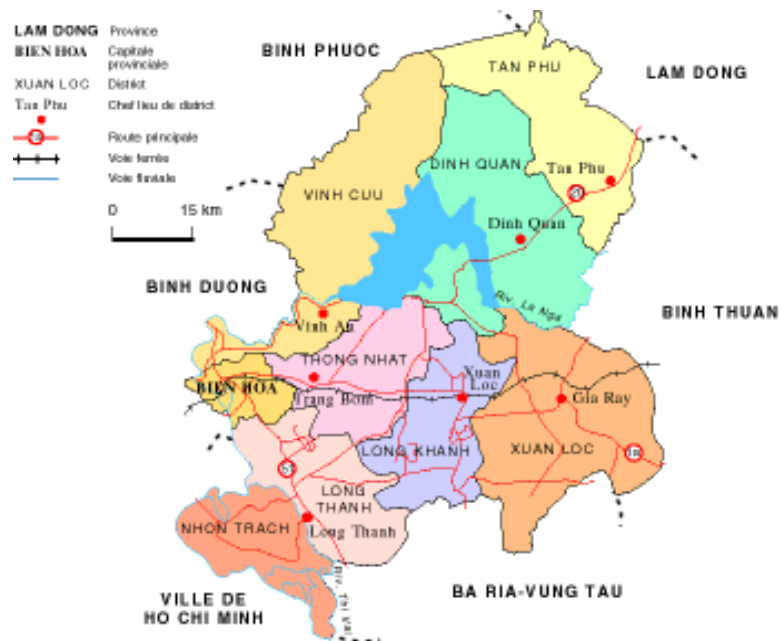 LAM DONG Province
BIEN HOA Capitale
provinciale
XUAN LOC District
Tan Phu Chef lieu de district
Route principale
Voie ferrée
Voie fluviale
0 15 km
BINH PHUOC
TAN PHU
LAM DONG
DINH QUAN
Tan Phu
20
VINH CUU
Dinh Quan
BINH DUONG
Riv. La Nga
BINH THUAN
Vinh An
THONG NHAT
Xuan
Loc
BIEN HOA
Trang Bom
Gia Ray
LONG KHANH
XUAN LOC
51
LONG
THANH
NHON TRACH
Long Thanh
Riv. Thi Vai
VILLE DE
HO CHI MINH
BA RIA-VUNG TAU